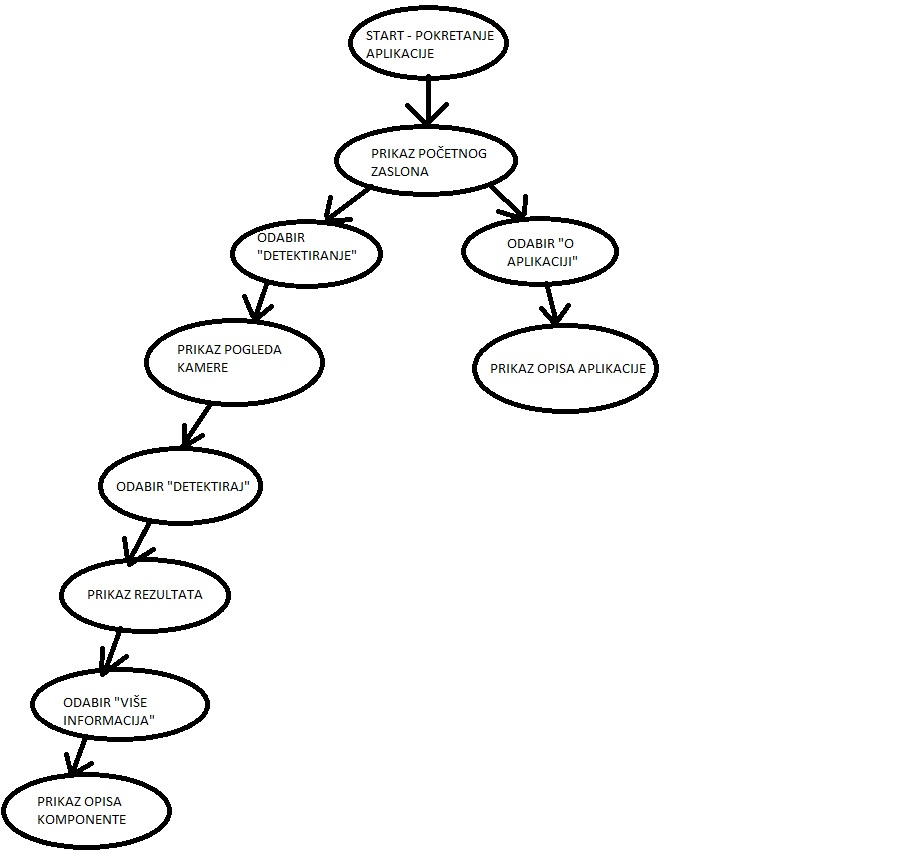 START - POKRETANJE
APLIKACIJE
PRIKAZ POČETNOG
ZASLONA
ODABIR
"DETEKTIRANJE"
ODABIR "O
APLIKACIJI"
PRIKAZ POGLEDA
KAMERE
PRIKAZ OPISA APLIKACIJE
ODABIR "DETEKTIRAJ"
PRIKAZ REZULTATA
ODABIR "VIŠE
INFORMACIJA"
PRIKAZ OPISA
KOMPONENTE